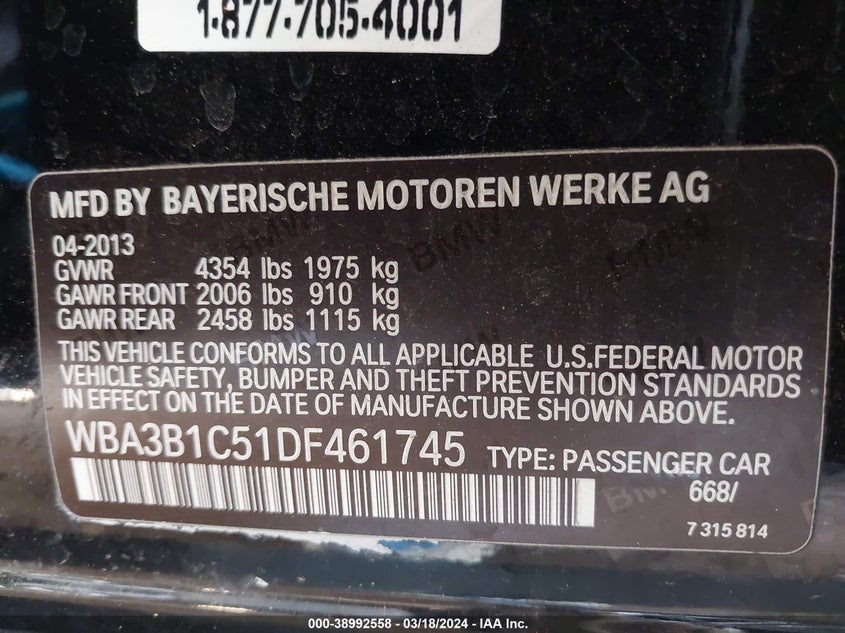 1-877-705-4001
MFD BY BAYERISCHE MOTOREN WERKE AG
04-2013
GVWR 4354 lbs 1975 kg
GAWR FRONT 2006 lbs 910 kg
GAWR REAR 2458 lbs 1115 kg
THIS VEHICLE CONFORMS TO ALL APPLICABLE U.S.FEDERAL MOTOR
VEHICLE SAFETY, BUMPER AND THEFT PREVENTION STANDARDS
IN EFFECT ON THE DATE OF MANUFACTURE SHOWN ABOVE.
WBA3B1C51DF461745 TYPE: PASSENGER CAR
668/
7 315 814
000-38992558 - 03/18/2024 - IAA Inc.